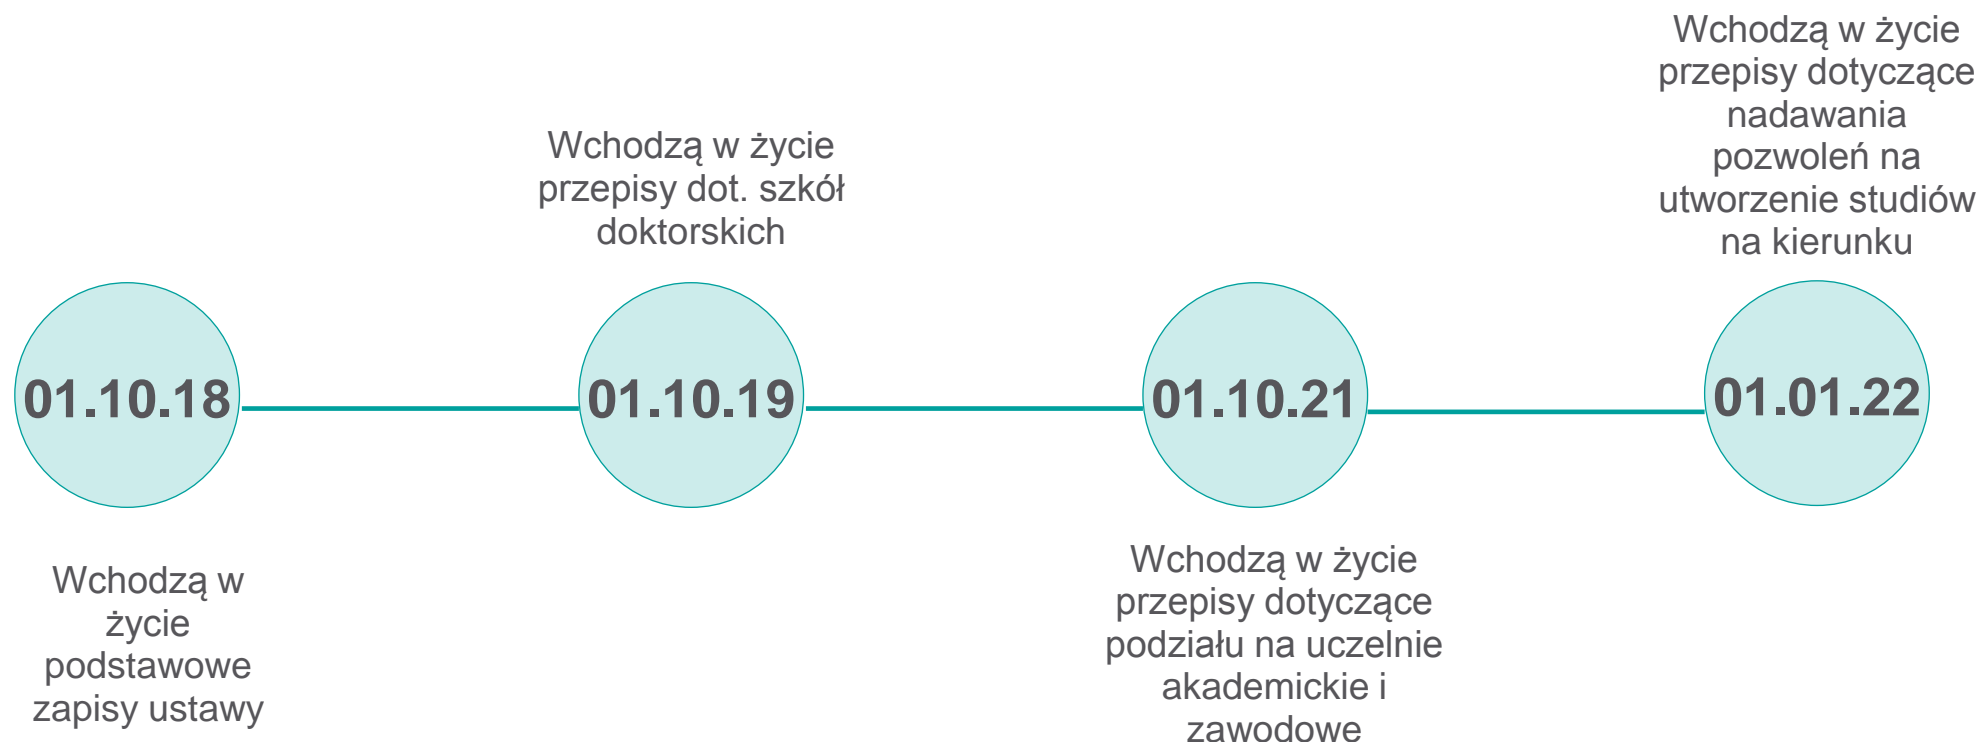 01.10.18
Wchodzą w
życie
podstawowe
zapisy ustawy
Wchodzą w życie
przepisy dot. szkół
doktorskich
01.10.19
01.10.21
Wchodzą w życie
przepisy dotyczące
podziału na uczelnie
akademickie i
zawodowe
Wchodzą w życie
przepisy dotyczące
nadawania
pozwoleń na
utworzenie studiów
na kierunku
01.01.22